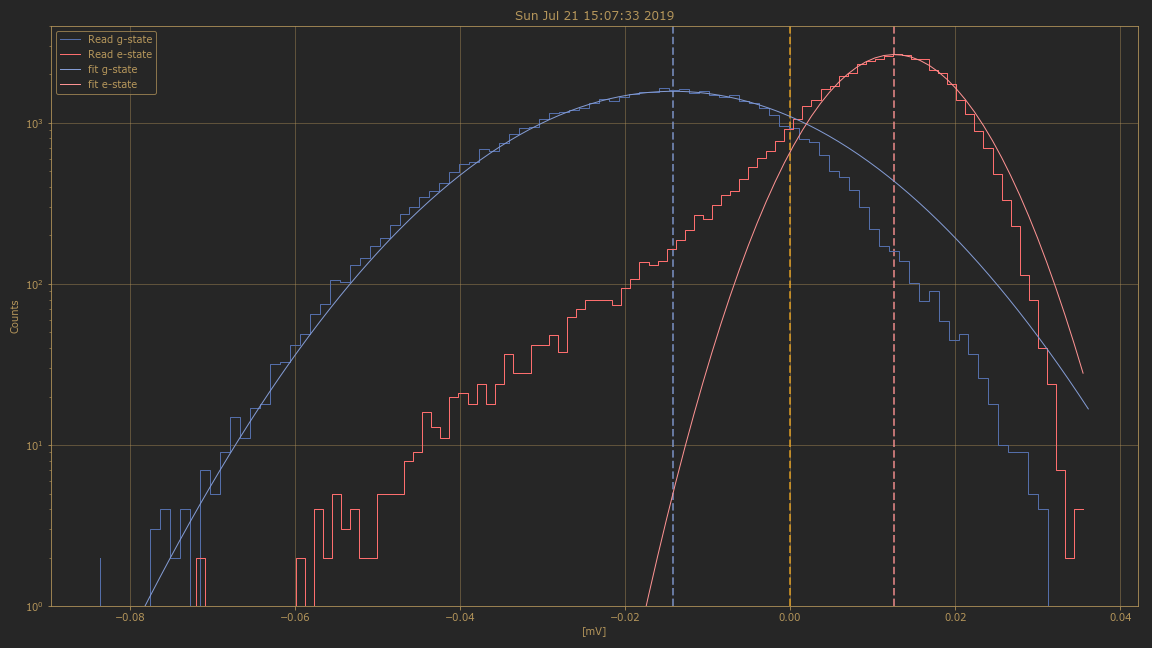 Sun Jul 21 15:07:33 2019
Read g-state
Read e-state
fit g-state
fit e-state
Counts
10³
10²
10¹
10⁰
−0.08
−0.06
−0.04
−0.02
0.00
0.02
0.04
[mV]